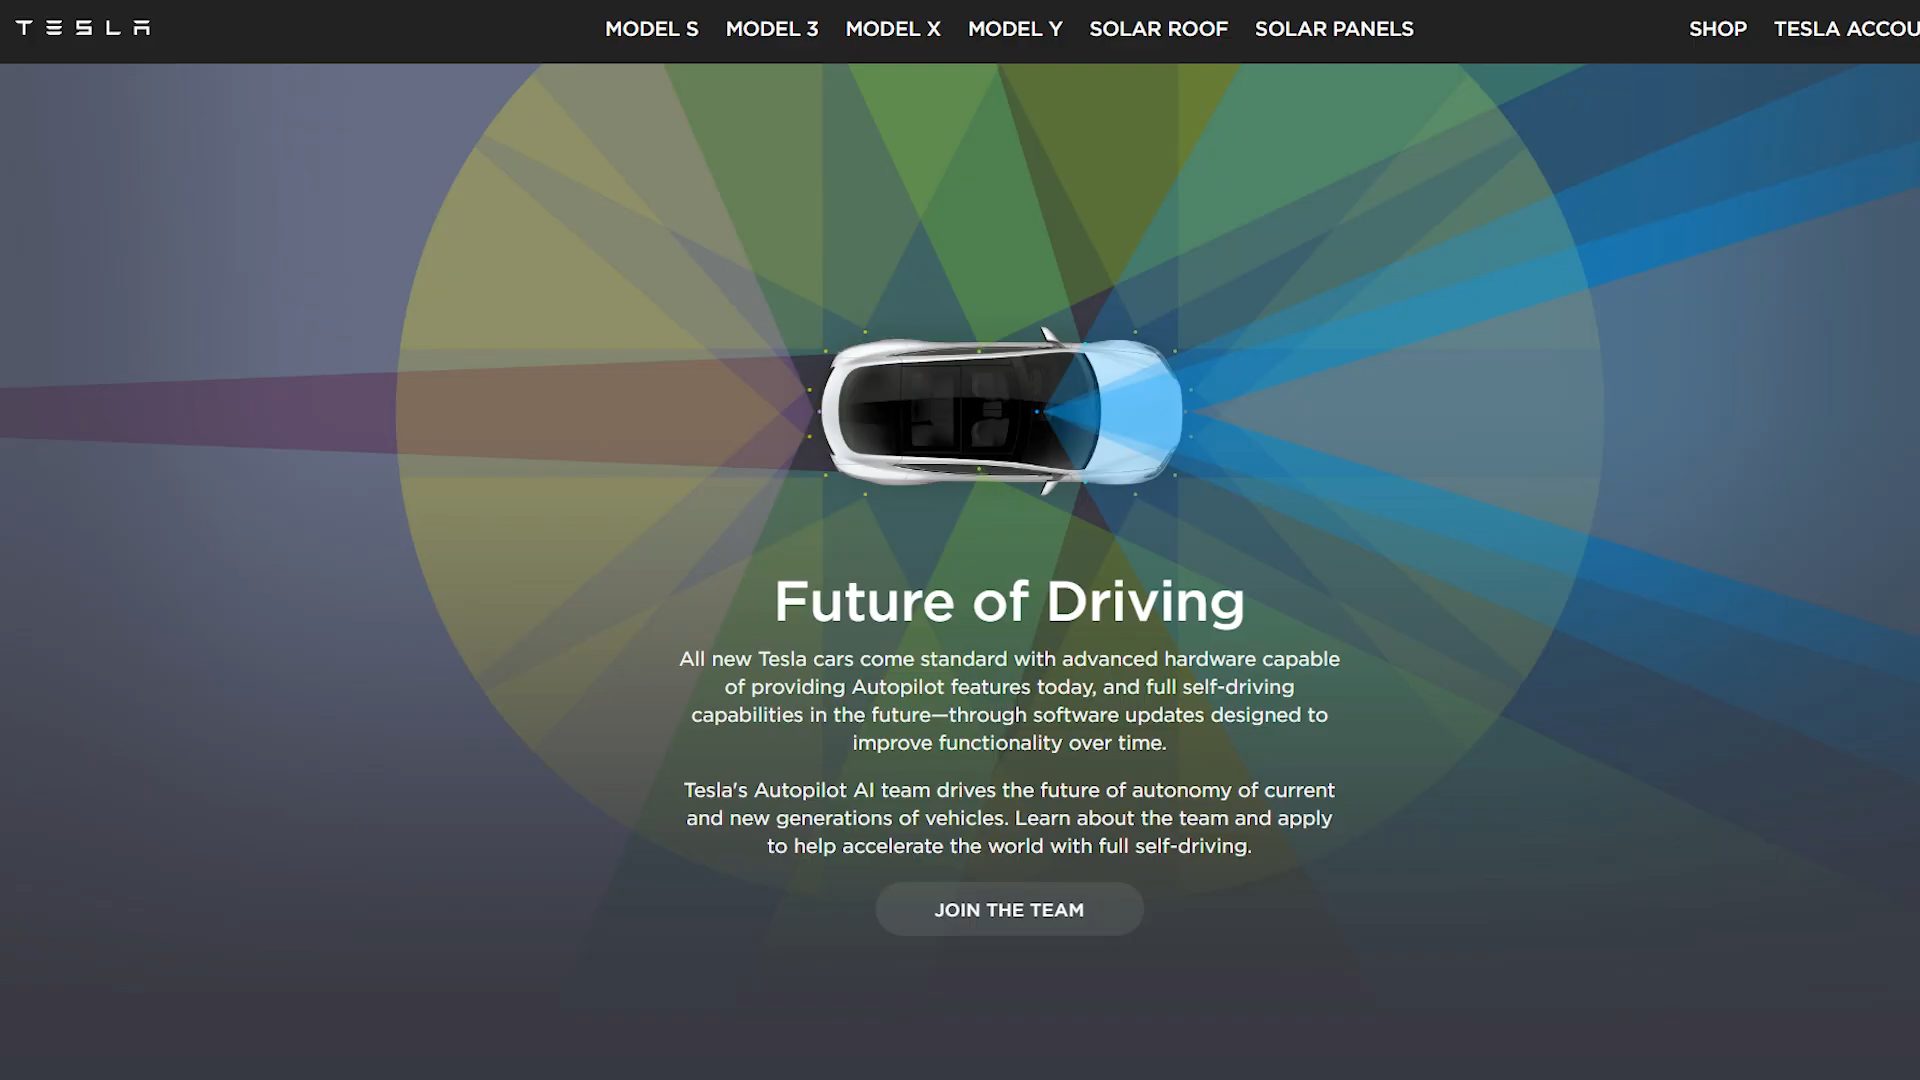 TESLA
MODEL S MODEL 3 MODEL X MODEL Y SOLAR ROOF SOLAR PANELS
SHOP TESLA ACCOU
Future of Driving
All new Tesla cars come standard with advanced hardware capable
of providing Autopilot features today, and full self-driving
capabilities in the future—through software updates designed to
improve functionality over time.
Tesla's Autopilot AI team drives the future of autonomy of current
and new generations of vehicles. Learn about the team and apply
to help accelerate the world with full self-driving.
JOIN THE TEAM